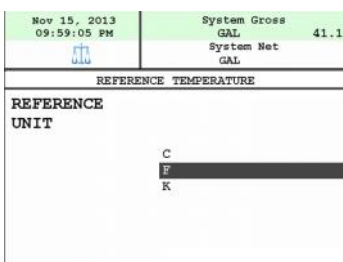 Nov 15, 2013
09:59:05 PM
System Gross
GAL 41.1
System Net
GAL
REFERENCE TEMPERATURE
REFERENCE
UNIT
C
F
K